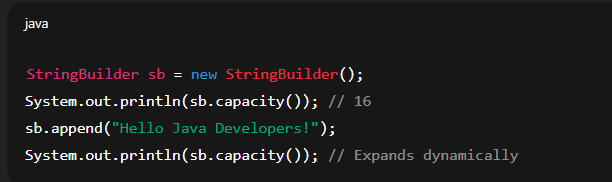 java
StringBuilder sb = new StringBuilder();
System.out.println(sb.capacity()); // 16
sb.append("Hello Java Developers!");
System.out.println(sb.capacity()); // Expands dynamically